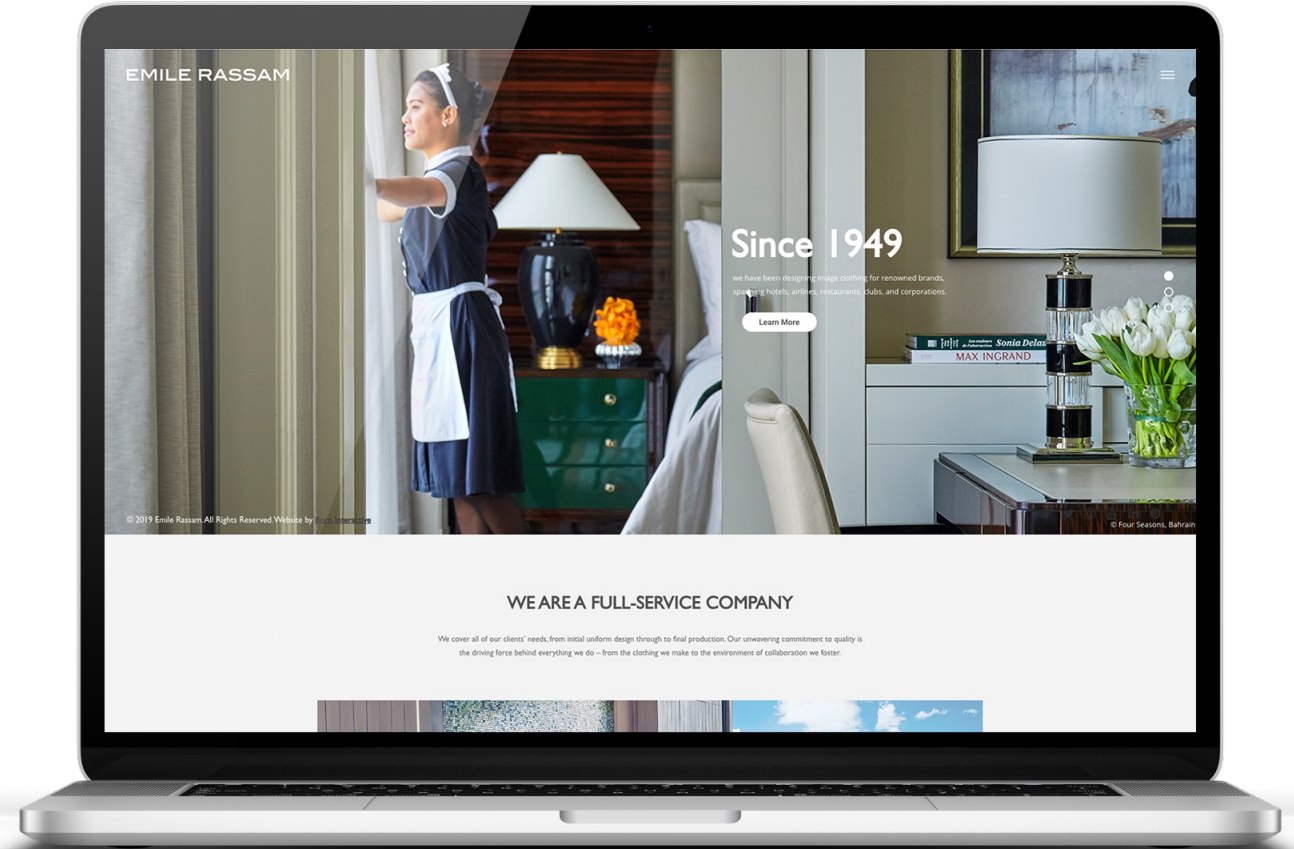 EMILE RASSAM
Since 1949
we have been designing image clothing for renowned brands,
spanning hotels, airlines, restaurants, clubs, and corporations.
Learn More
Sonia Delau
MAX INGRAND
© 2019 Emile Rassam. All Rights Reserved. Website by Born Interactive
© Four Seasons, Bahrain
WE ARE A FULL-SERVICE COMPANY
We cover all of our clients' needs, from initial uniform design through to final production. Our unwavering commitment to quality is
the driving force behind everything we do – from the clothing we make to the environment of collaboration we foster.